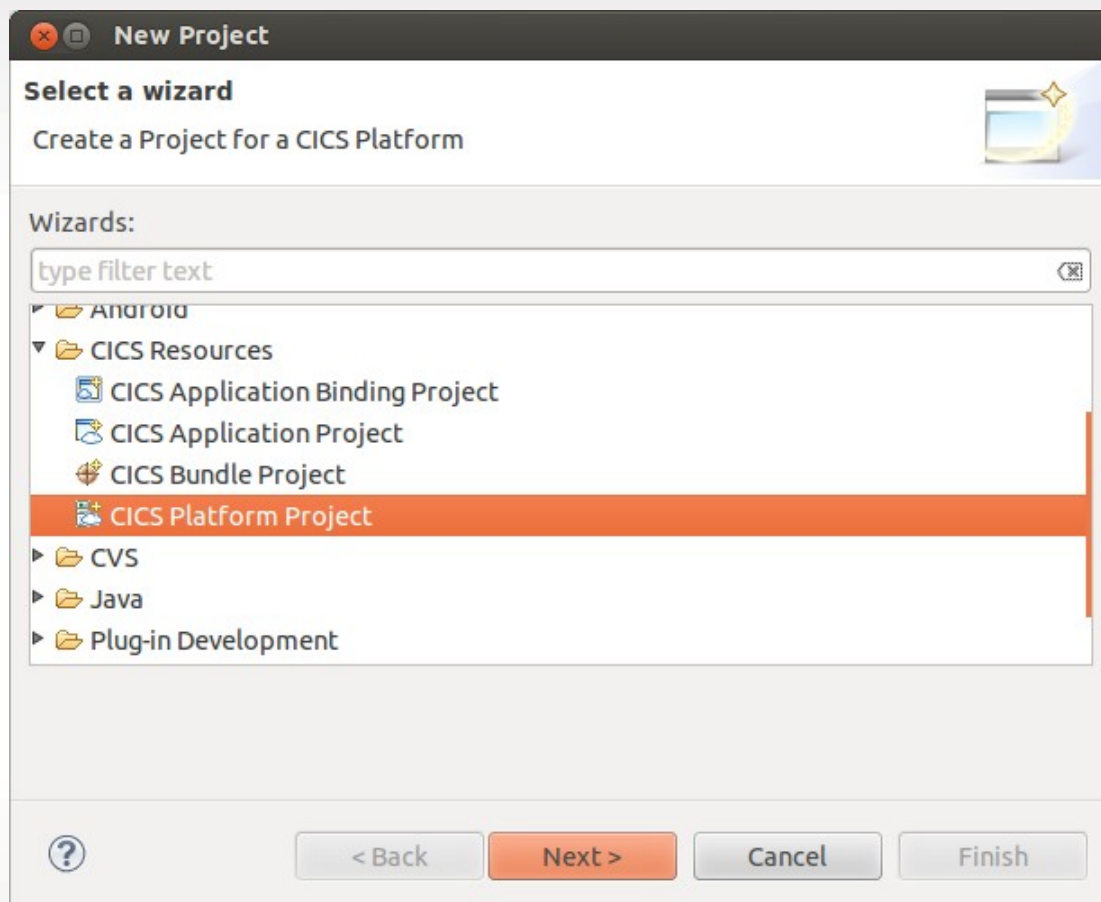 New Project
Select a wizard
Create a Project for a CICS Platform
Wizards:
type filter text
Android
CICS Resources
CICS Application Binding Project
CICS Application Project
CICS Bundle Project
CICS Platform Project
CVS
Java
Plug-in Development
?
< Back Next > Cancel Finish